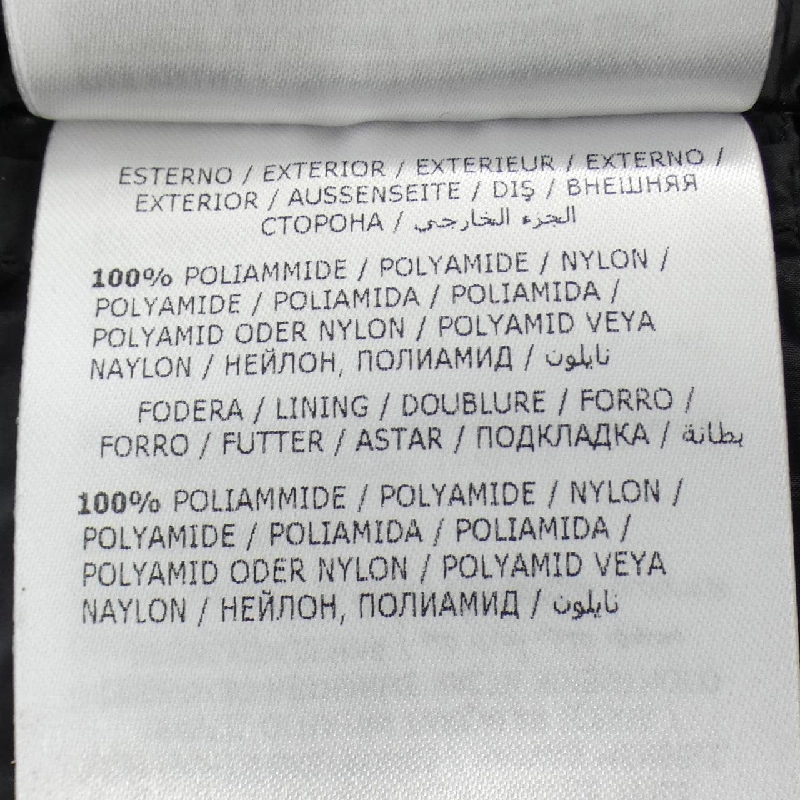 ESTERNO / EXTERIOR / EXTERIEUR / EXTERNO /
EXTERIOR / AUSSENSEITE / DIŞ / ВНЕШНЯЯ
СТОРОНА / الجزء الخارجي
100% POLIAMMIDE / POLYAMIDE / NYLON /
POLYAMIDE / POLIAMIDA / POLIAMIDA /
POLYAMID ODER NYLON / POLYAMID VEYA
NAYLON / НЕЙЛОН, ПОЛИАМИД / نايلون
FODERA / LINING / DOUBLURE / FORRO /
FORRO / FUTTER / ASTAR / ПОДКЛАДКА / بطانة
100% POLIAMMIDE / POLYAMIDE / NYLON /
POLYAMIDE / POLIAMIDA / POLIAMIDA /
POLYAMID ODER NYLON / POLYAMID VEYA
NAYLON / НЕЙЛОН, ПОЛИАМИД / نايلون